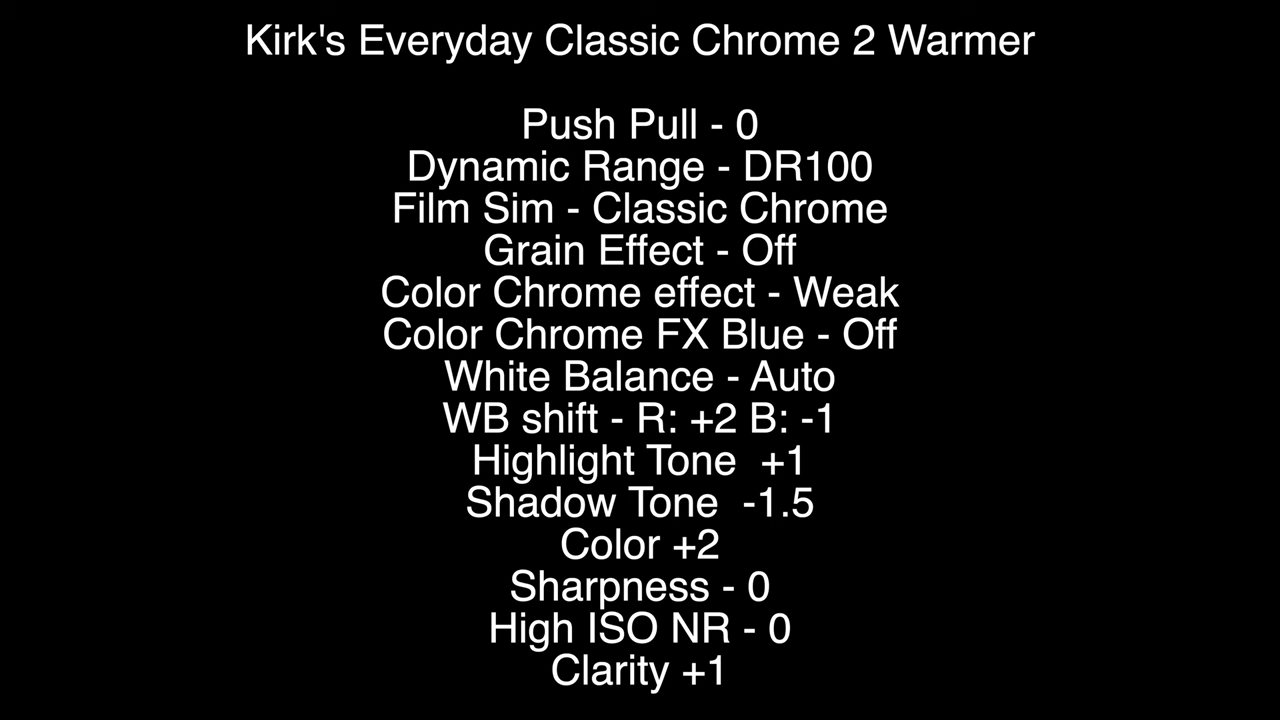 Kirk's Everyday Classic Chrome 2 Warmer
Push Pull - 0
Dynamic Range - DR100
Film Sim - Classic Chrome
Grain Effect - Off
Color Chrome effect - Weak
Color Chrome FX Blue - Off
White Balance - Auto
WB shift - R: +2 B: -1
Highlight Tone  +1
Shadow Tone  -1.5
Color +2
Sharpness - 0
High ISO NR - 0
Clarity +1